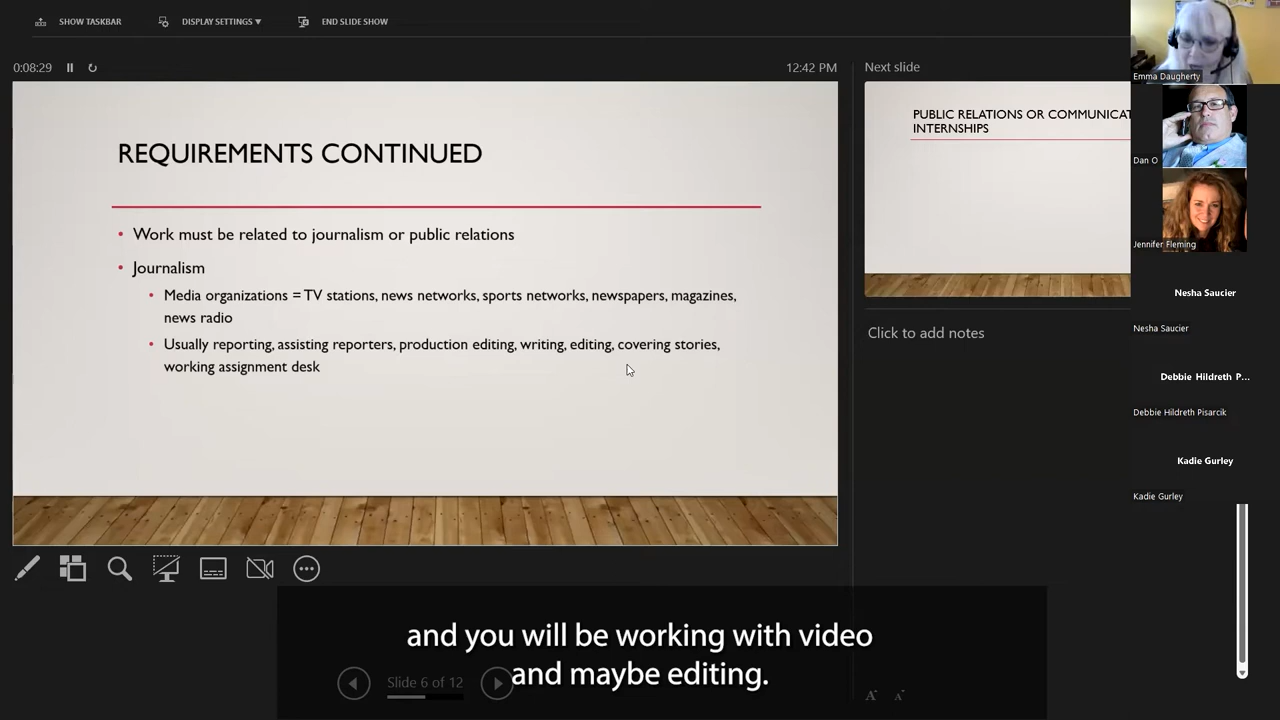 SHOW TASKBAR
DISPLAY SETTINGS ▼
END SLIDE SHOW
0:08:29
12:42 PM
REQUIREMENTS CONTINUED
• Work must be related to journalism or public relations
• Journalism
• Media organizations = TV stations, news networks, sports networks, newspapers, magazines,
news radio
• Usually reporting, assisting reporters, production editing, writing, editing, covering stories,
working assignment desk
Next slide
PUBLIC RELATIONS OR COMMUNICAT
INTERNSHIPS
Click to add notes
Emma Daugherty
Dan O
Jennifer Fleming
Nesha Saucier
Nesha Saucier
Debbie Hildreth P...
Debbie Hildreth Pisarcik
Kadie Gurley
Kadie Gurley
and you will be working with video
and maybe editing.
Slide 6 of 12
A
A